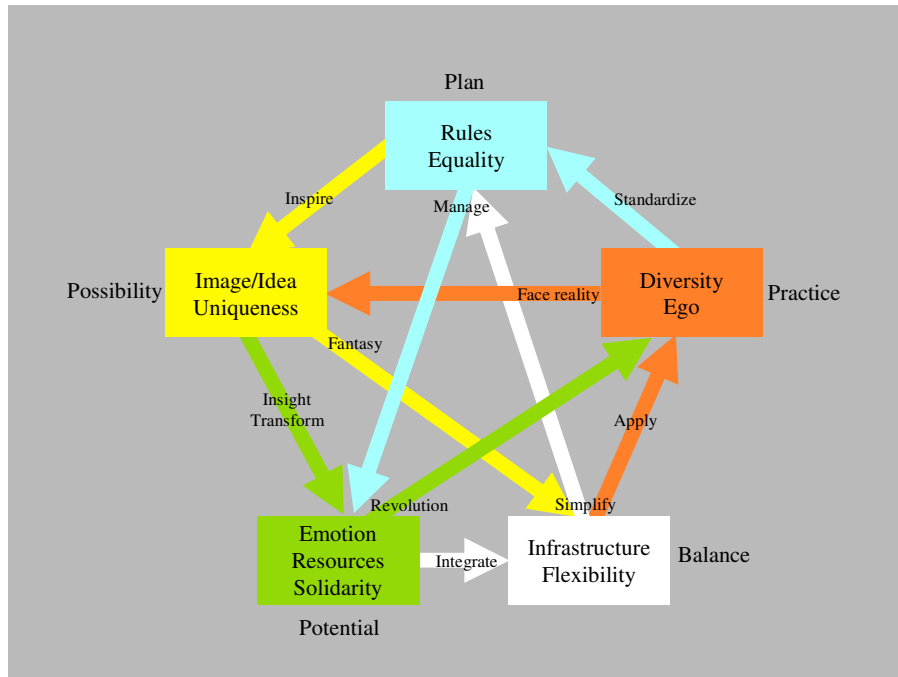 Plan
Rules
Equality
Inspire
Manage
Standardize
Possibility
Image/Idea
Uniqueness
Face reality
Diversity
Ego
Practice
Fantasy
Insight
Transform
Apply
Revolution
Simplify
Emotion
Resources
Solidarity
Integrate
Infrastructure
Flexibility
Balance
Potential